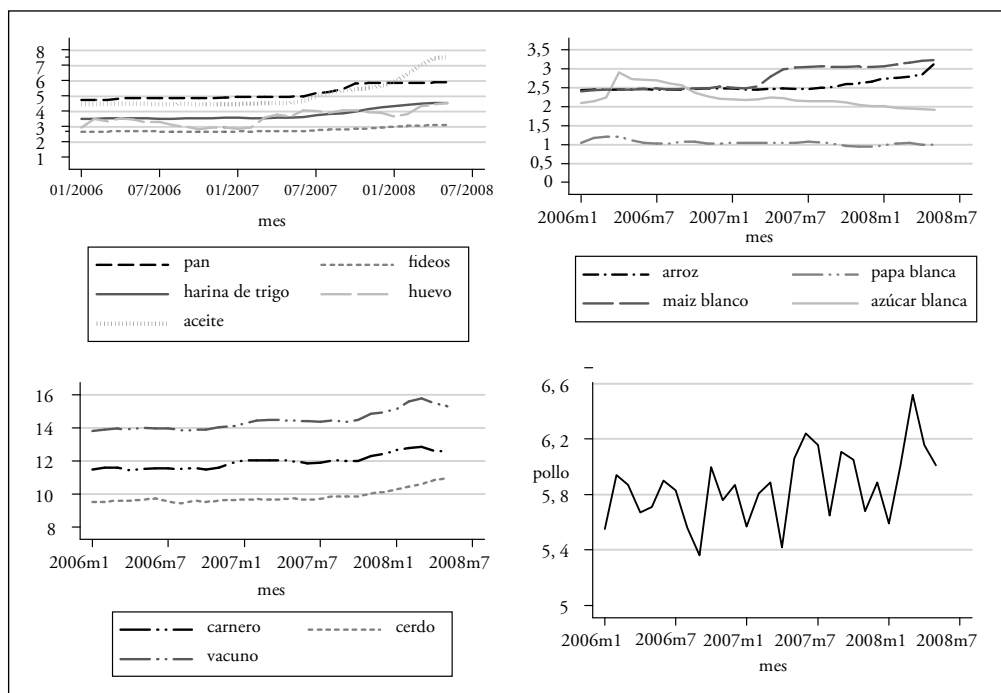 8
7
6
5
4
3
2
1
01/2006 07/2006 01/2007 07/2007 01/2008 07/2008
mes
pan fideos
harina de trigo huevo
aceite
3,5
3
2,5
2
1,5
1
0,5
0
2006m1 2006m7 2007m1 2007m7 2008m1 2008m7
mes
arroz papa blanca
maiz blanco azúcar blanca
16
14
12
10
8
2006m1 2006m7 2007m1 2007m7 2008m1 2008m7
mes
carnero cerdo
vacuno
6, 6
6, 2
pollo
5, 8
5, 4
5
2006m1 2006m7 2007m1 2007m7 2008m1 2008m7
mes